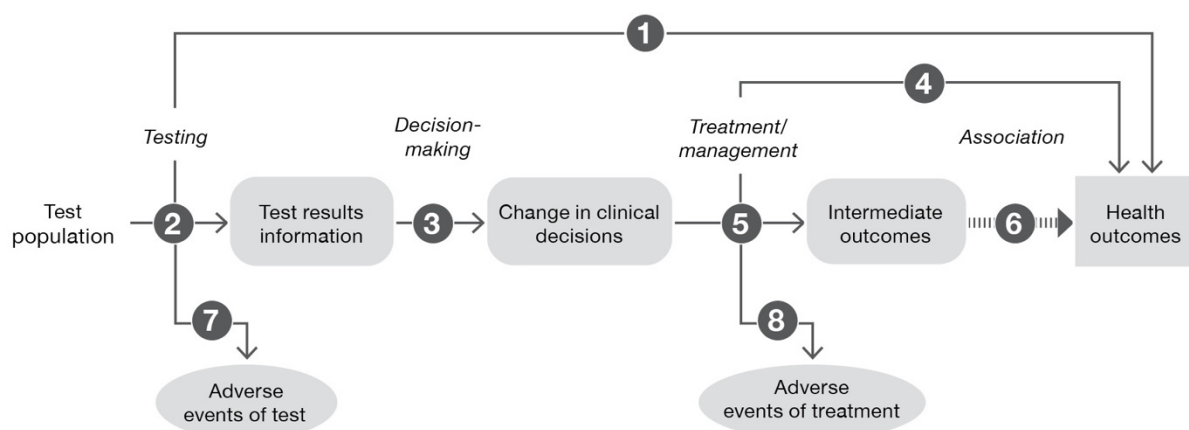 1
4
Testing
Decision-
making
Treatment/
management
Association
Test
population
2
Test results
information
3
Change in clinical
decisions
5
Intermediate
outcomes
6
Health
outcomes
7
8
Adverse
events of test
Adverse
events of treatment